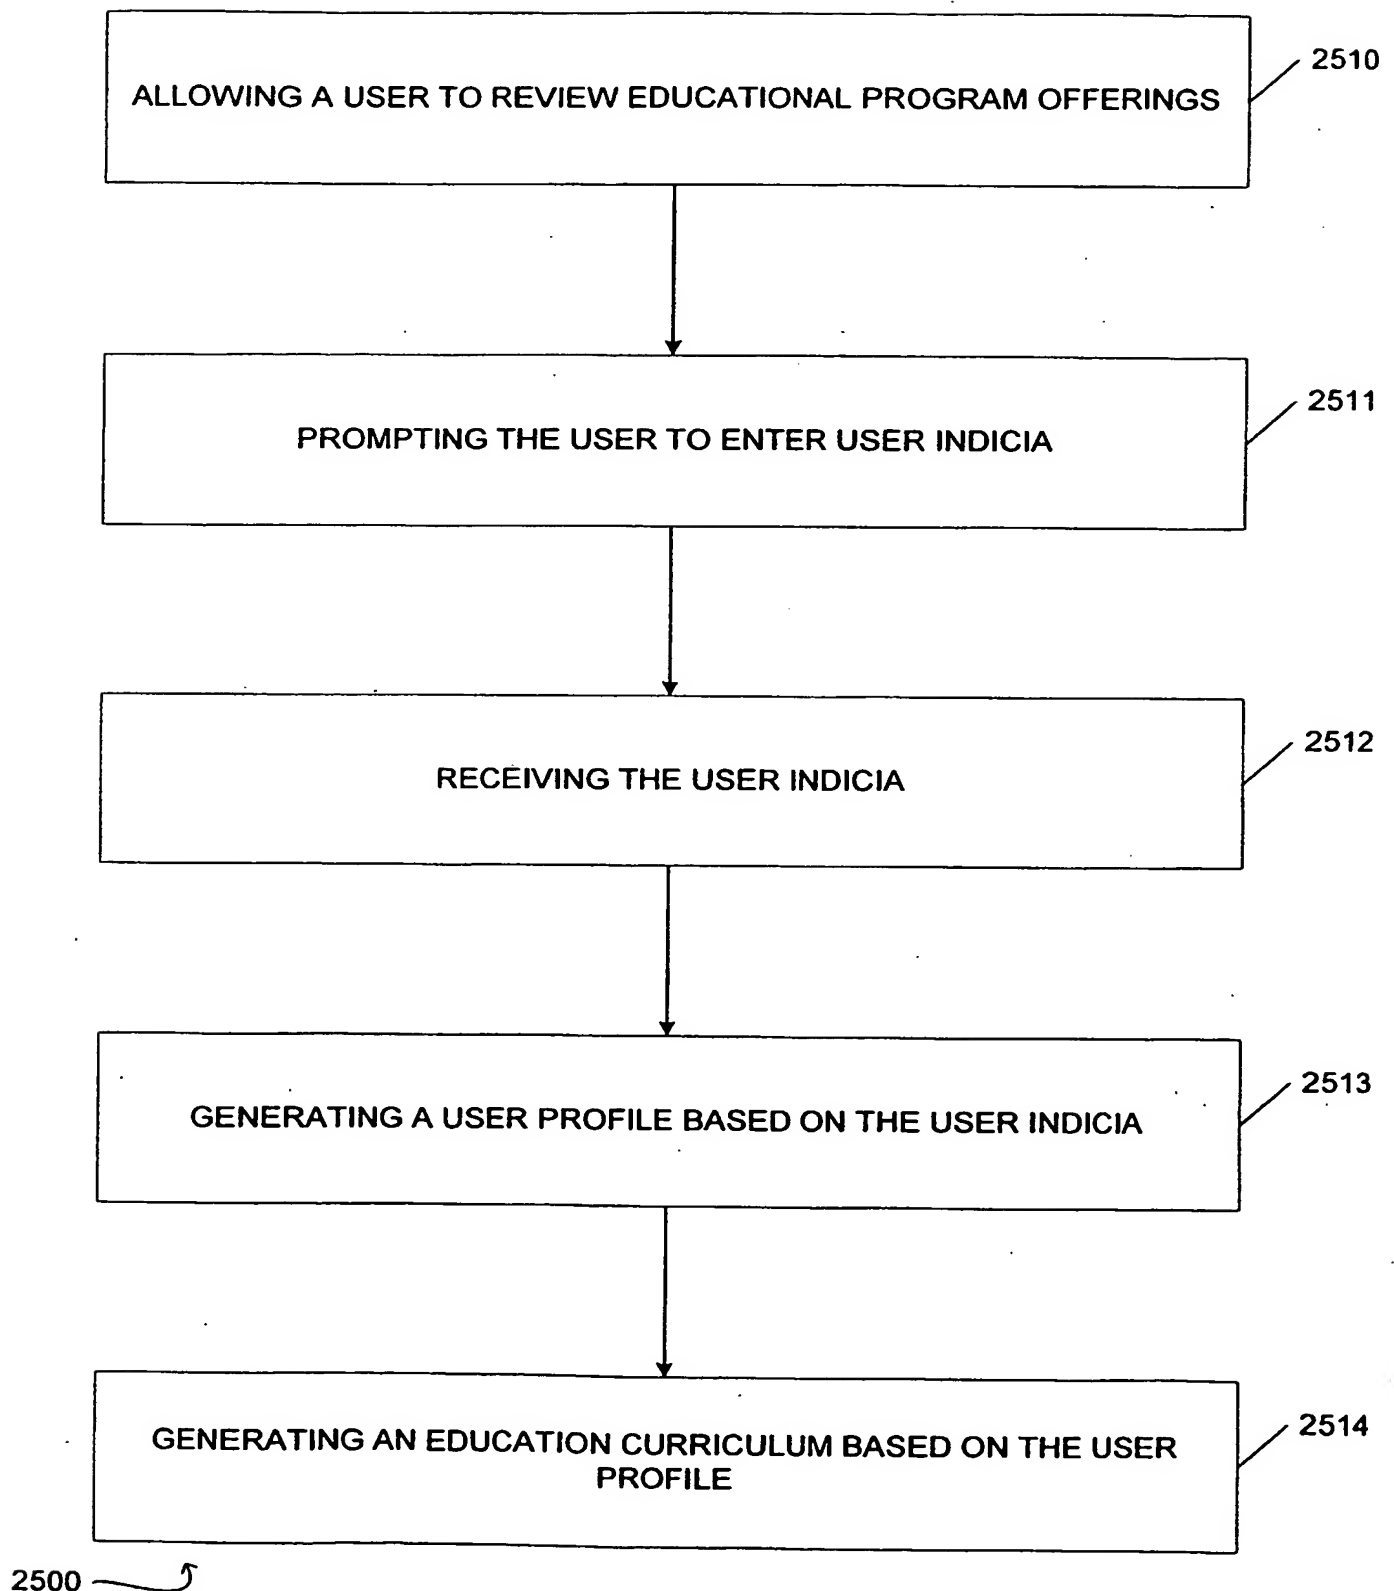 ALLOWING A USER TO REVIEW EDUCATIONAL PROGRAM OFFERINGS
2510
PROMPTING THE USER TO ENTER USER INDICIA
2511
RECEIVING THE USER INDICIA
2512
GENERATING A USER PROFILE BASED ON THE USER INDICIA
2513
GENERATING AN EDUCATION CURRICULUM BASED ON THE USER
PROFILE
2514
2500